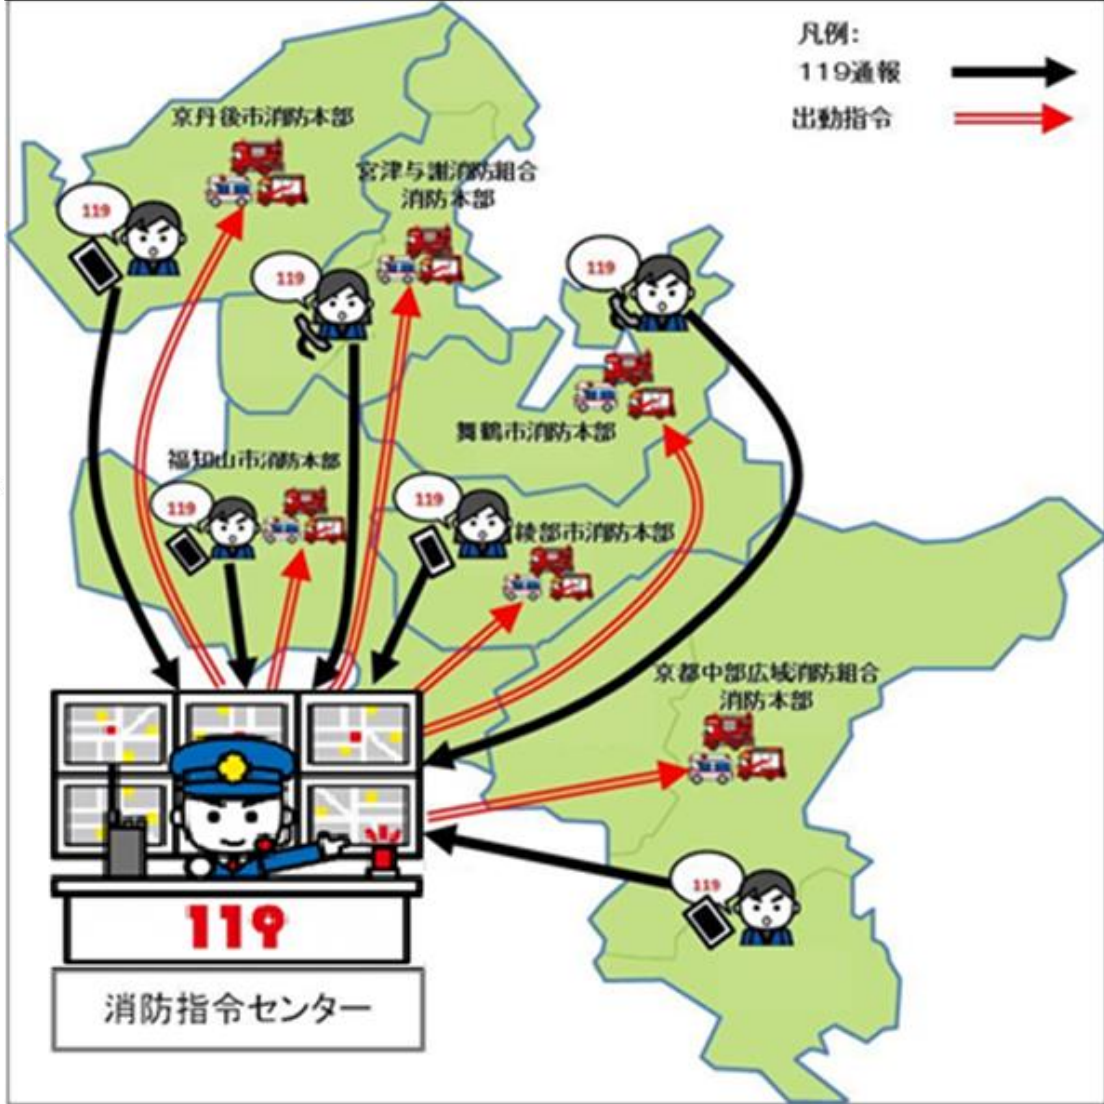 凡例:
119通報
出動指令
京丹後市消防本部
宮津与謝消防組合
消防本部
119
119
119
舞鶴市消防本部
福知山市消防本部
119
119
綾部市消防本部
京都中部広域消防組合
消防本部
119
119
消防指令センター